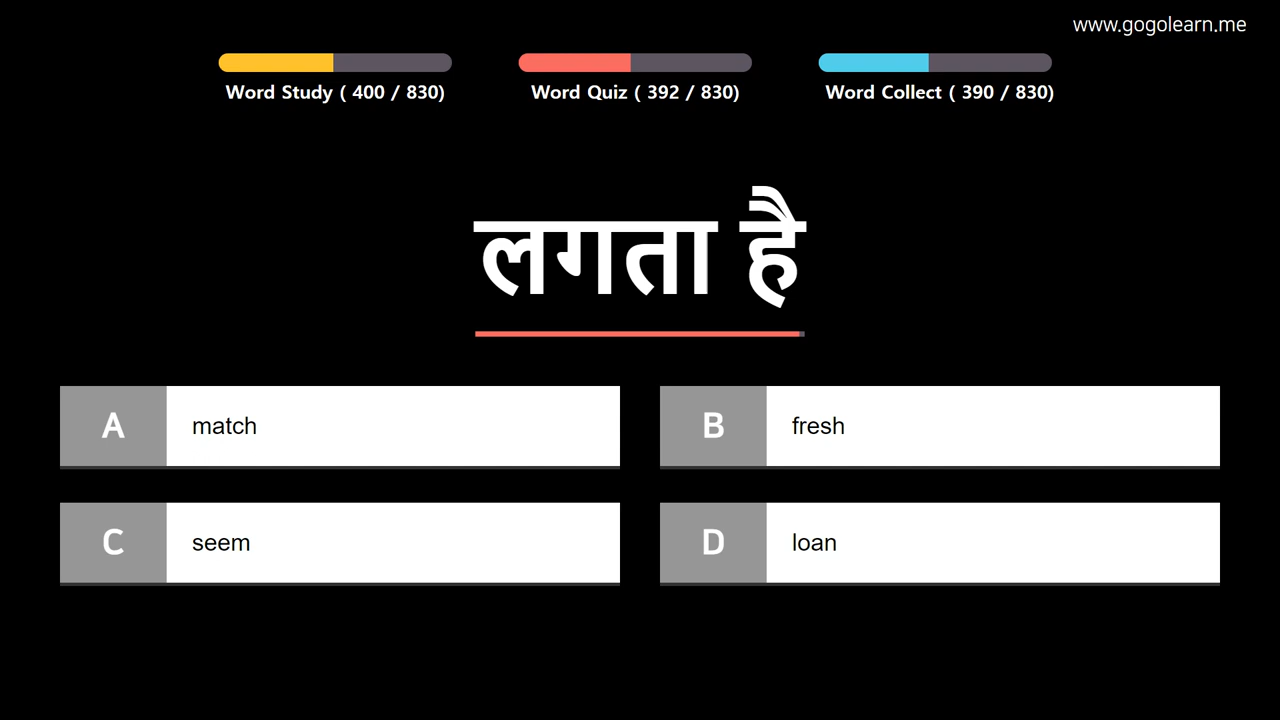 www.gogolearn.me
Word Study ( 400 / 830)
Word Quiz ( 392 / 830)
Word Collect ( 390 / 830)
लगता है
A match
B fresh
C seem
D loan